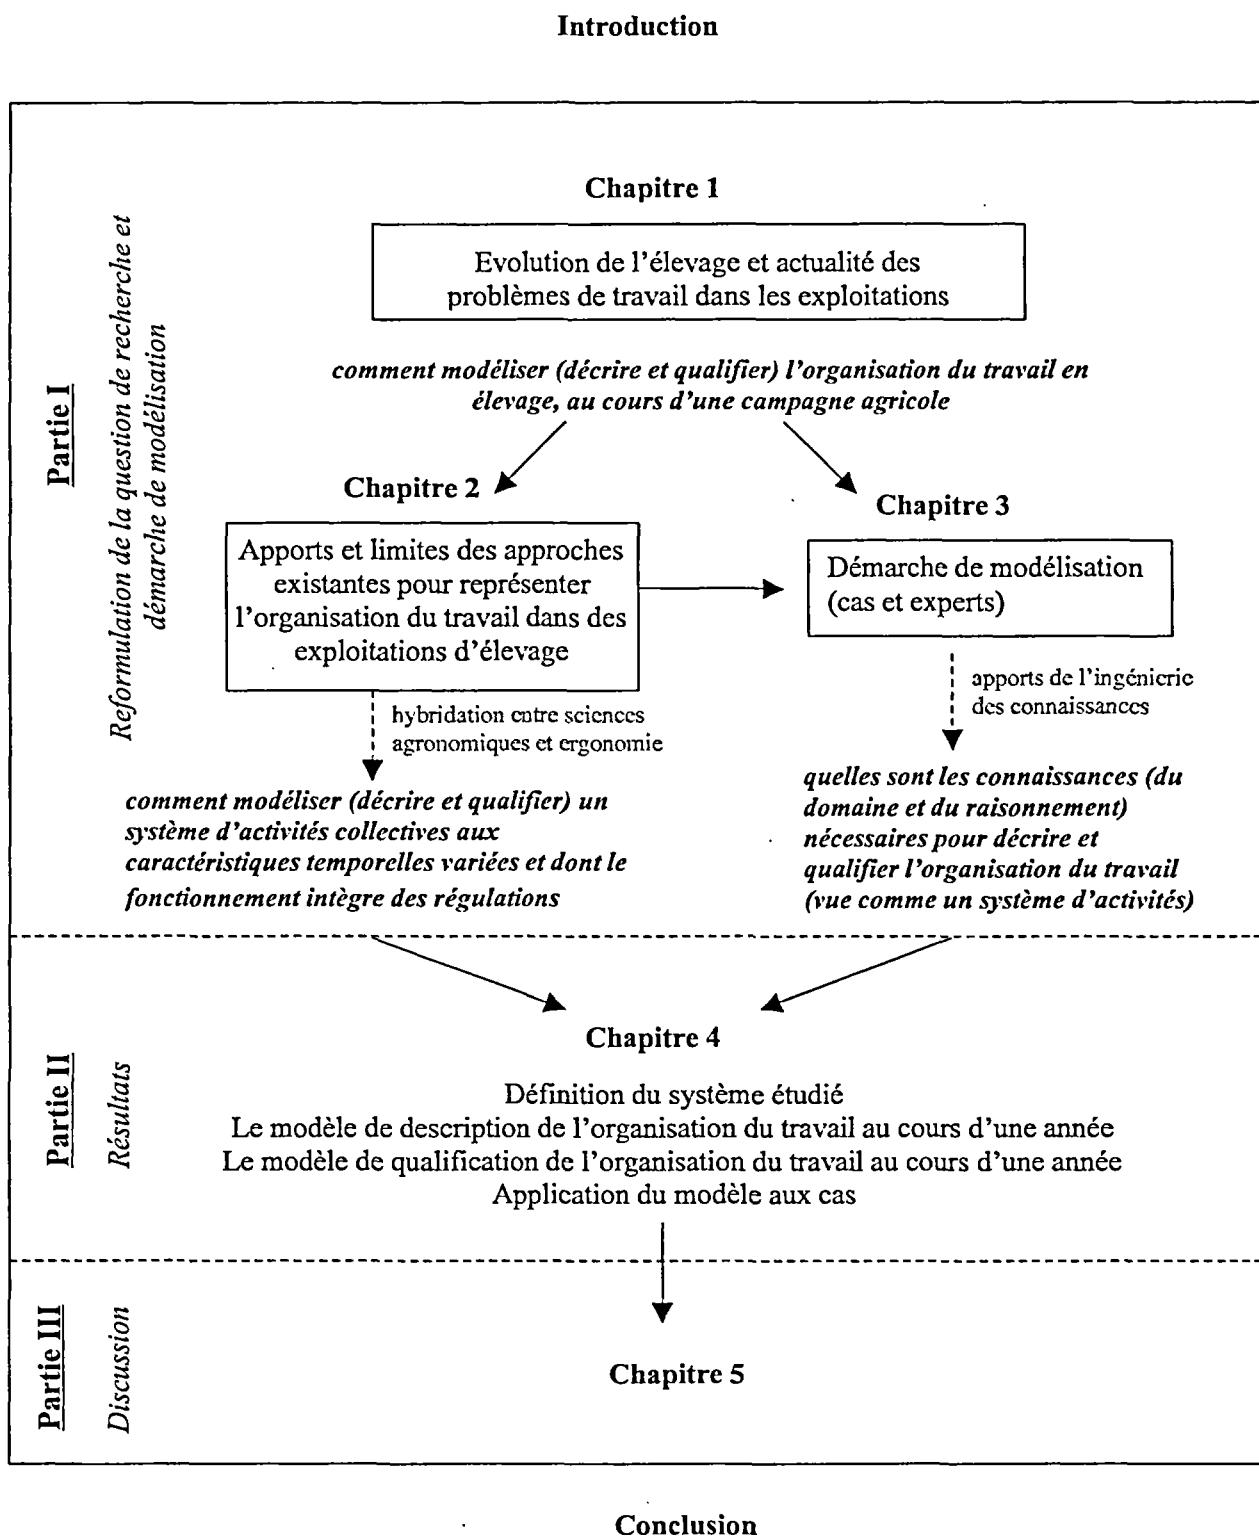 Introduction
Partie I
Reformulation de la question de recherche et
démarche de modélisation
Chapitre 1
Evolution de l'élevage et actualité des
problèmes de travail dans les exploitations
comment modéliser (décrire et qualifier) l'organisation du travail en
élevage, au cours d'une campagne agricole
Chapitre 2
Apports et limites des approches
existantes pour représenter
l'organisation du travail dans des
exploitations d'élevage
hybridation entre sciences
agronomiques et ergonomie
comment modéliser (décrire et qualifier) un
système d'activités collectives aux
caractéristiques temporelles variées et dont le
fonctionnement intègre des régulations
Chapitre 3
Démarche de modélisation
(cas et experts)
apports de l'ingénierie
des connaissances
quelles sont les connaissances (du
domaine et du raisonnement)
nécessaires pour décrire et
qualifier l'organisation du travail
(vue comme un système d'activités)
Partie II
Résultats
Chapitre 4
Définition du système étudié
Le modèle de description de l'organisation du travail au cours d'une année
Le modèle de qualification de l'organisation du travail au cours d'une année
Application du modèle aux cas
Partie III
Discussion
Chapitre 5
Conclusion